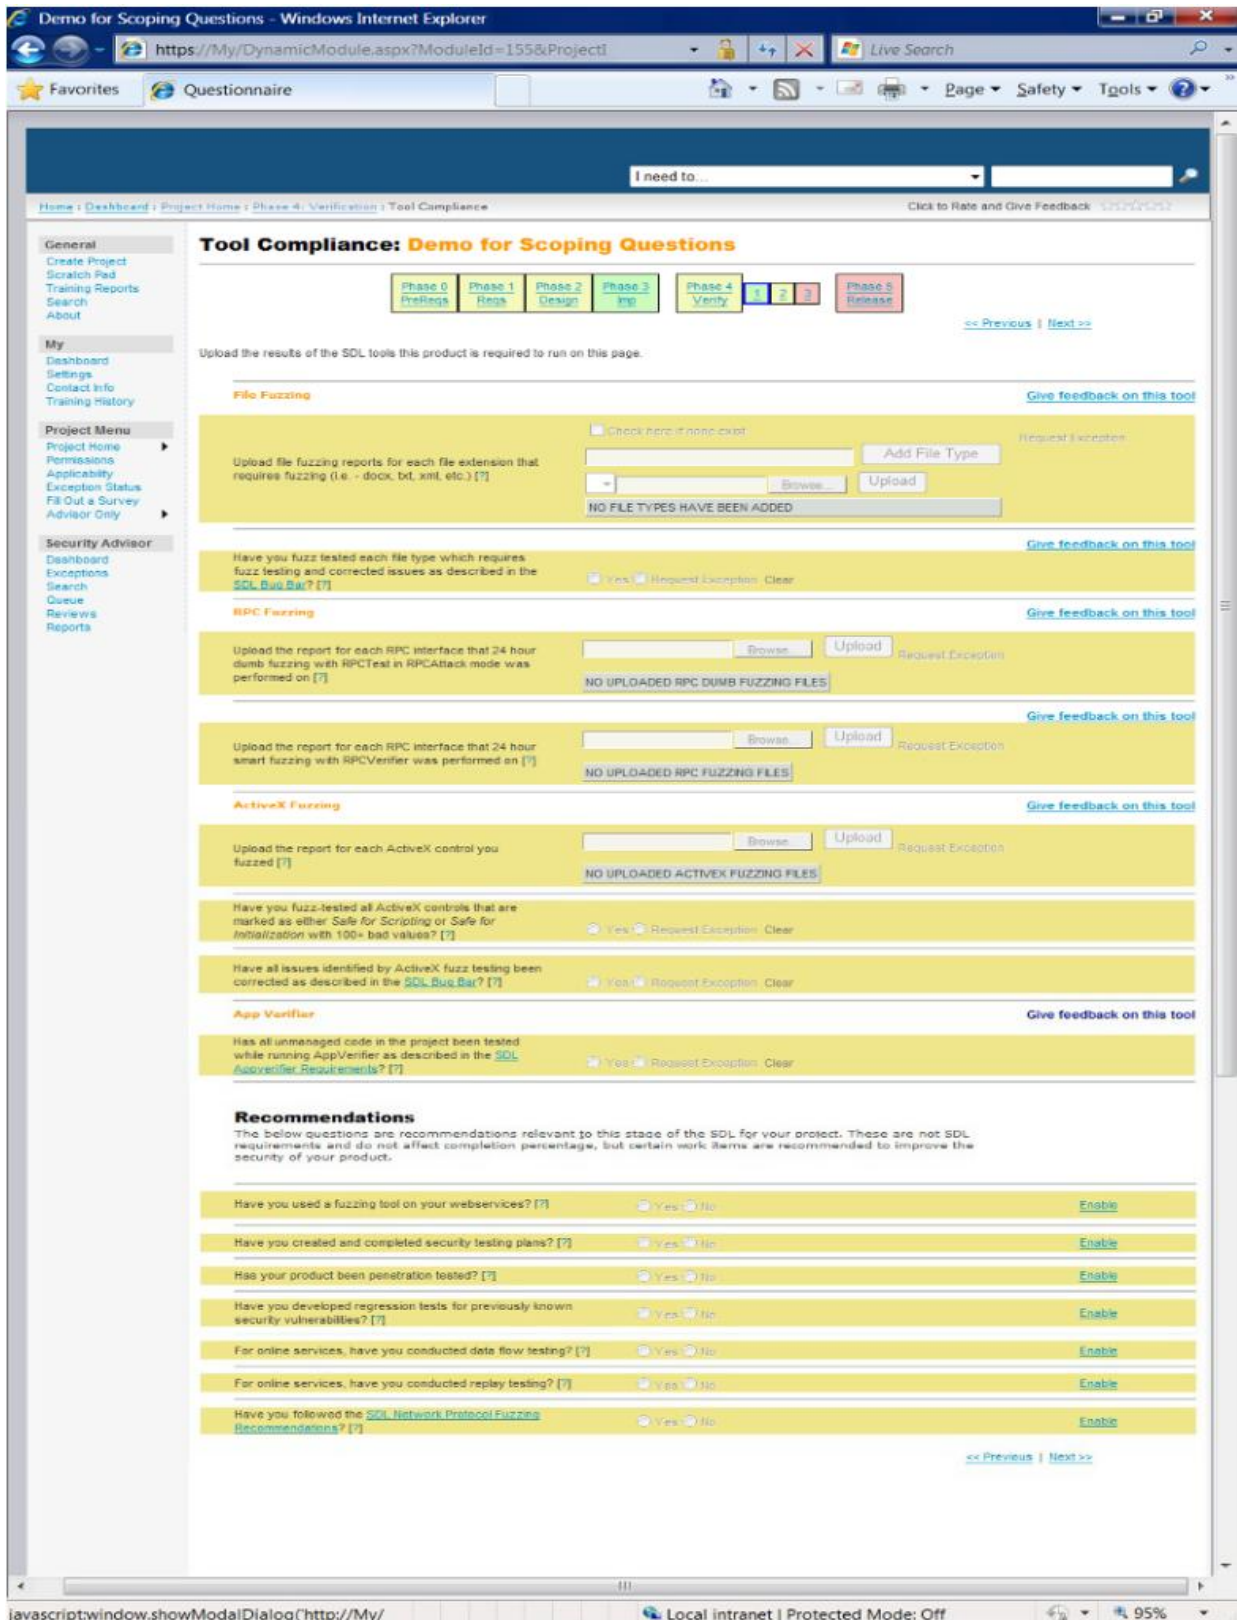 Demo for Scoping Questions - Windows Internet Explorer
https://My/DynamicModule.aspx?ModuleId=155&ProjectI
Live Search
Favorites
Questionnaire
Page
Safety
Tools
I need to...
Home : Dashboard : Project Home : Phase 4: Verification : Tool Compliance
Click to Rate and Give Feedback
General
Create Project
Scratch Pad
Training Reports
Search
About
My
Dashboard
Settings
Contact Info
Training History
Project Menu
Project Home
Permissions
Applicability
Exception Status
Fill Out a Survey
Advisor Only
Security Advisor
Dashboard
Exceptions
Search
Queue
Reviews
Reports
Tool Compliance: Demo for Scoping Questions
Phase 0 PreReqs
Phase 1 Reqs
Phase 2 Design
Phase 3 Imp
Phase 4 Verify
1 2 3
Phase 5 Release
<< Previous | Next >>
Upload the results of the SDL tools this product is required to run on this page.
File Fuzzing
Give feedback on this tool
Check here if none exist
Request Exception
Upload file fuzzing reports for each file extension that
requires fuzzing (i.e. - docx, txt, xml, etc.) [?]
Add File Type
Browse...
Upload
NO FILE TYPES HAVE BEEN ADDED
Give feedback on this tool
Have you fuzz tested each file type which requires
fuzz testing and corrected issues as described in the
SDL Bug Bar? [?]
Yes Request Exception Clear
RPC Fuzzing
Give feedback on this tool
Upload the report for each RPC interface that 24 hour
dumb fuzzing with RPCTest in RPCAttack mode was
performed on [?]
Browse...
Upload
Request Exception
NO UPLOADED RPC DUMB FUZZING FILES
Give feedback on this tool
Upload the report for each RPC interface that 24 hour
smart fuzzing with RPCVerifier was performed on [?]
Browse...
Upload
Request Exception
NO UPLOADED RPC FUZZING FILES
ActiveX Fuzzing
Give feedback on this tool
Upload the report for each ActiveX control you
fuzzed [?]
Browse...
Upload
Request Exception
NO UPLOADED ACTIVEX FUZZING FILES
Have you fuzz-tested all ActiveX controls that are
marked as either Safe for Scripting or Safe for
Initialization with 100+ bad values? [?]
Yes Request Exception Clear
Have all issues identified by ActiveX fuzz testing been
corrected as described in the SDL Bug Bar? [?]
Yes Request Exception Clear
App Verifier
Give feedback on this tool
Has all unmanaged code in the project been tested
while running AppVerifier as described in the SDL
Appverifier Requirements? [?]
Yes Request Exception Clear
Recommendations
The below questions are recommendations relevant to this stage of the SDL for your project. These are not SDL
requirements and do not affect completion percentage, but certain work items are recommended to improve the
security of your product.
Have you used a fuzzing tool on your webservices? [?]
Yes No
Enable
Have you created and completed security testing plans? [?]
Yes No
Enable
Has your product been penetration tested? [?]
Yes No
Enable
Have you developed regression tests for previously known
security vulnerabilities? [?]
Yes No
Enable
For online services, have you conducted data flow testing? [?]
Yes No
Enable
For online services, have you conducted replay testing? [?]
Yes No
Enable
Have you followed the SDL Network Protocol Fuzzing
Recommendations? [?]
Yes No
Enable
<< Previous | Next >>
javascript:window.showModalDialog('http://My/
Local intranet | Protected Mode: Off
95%